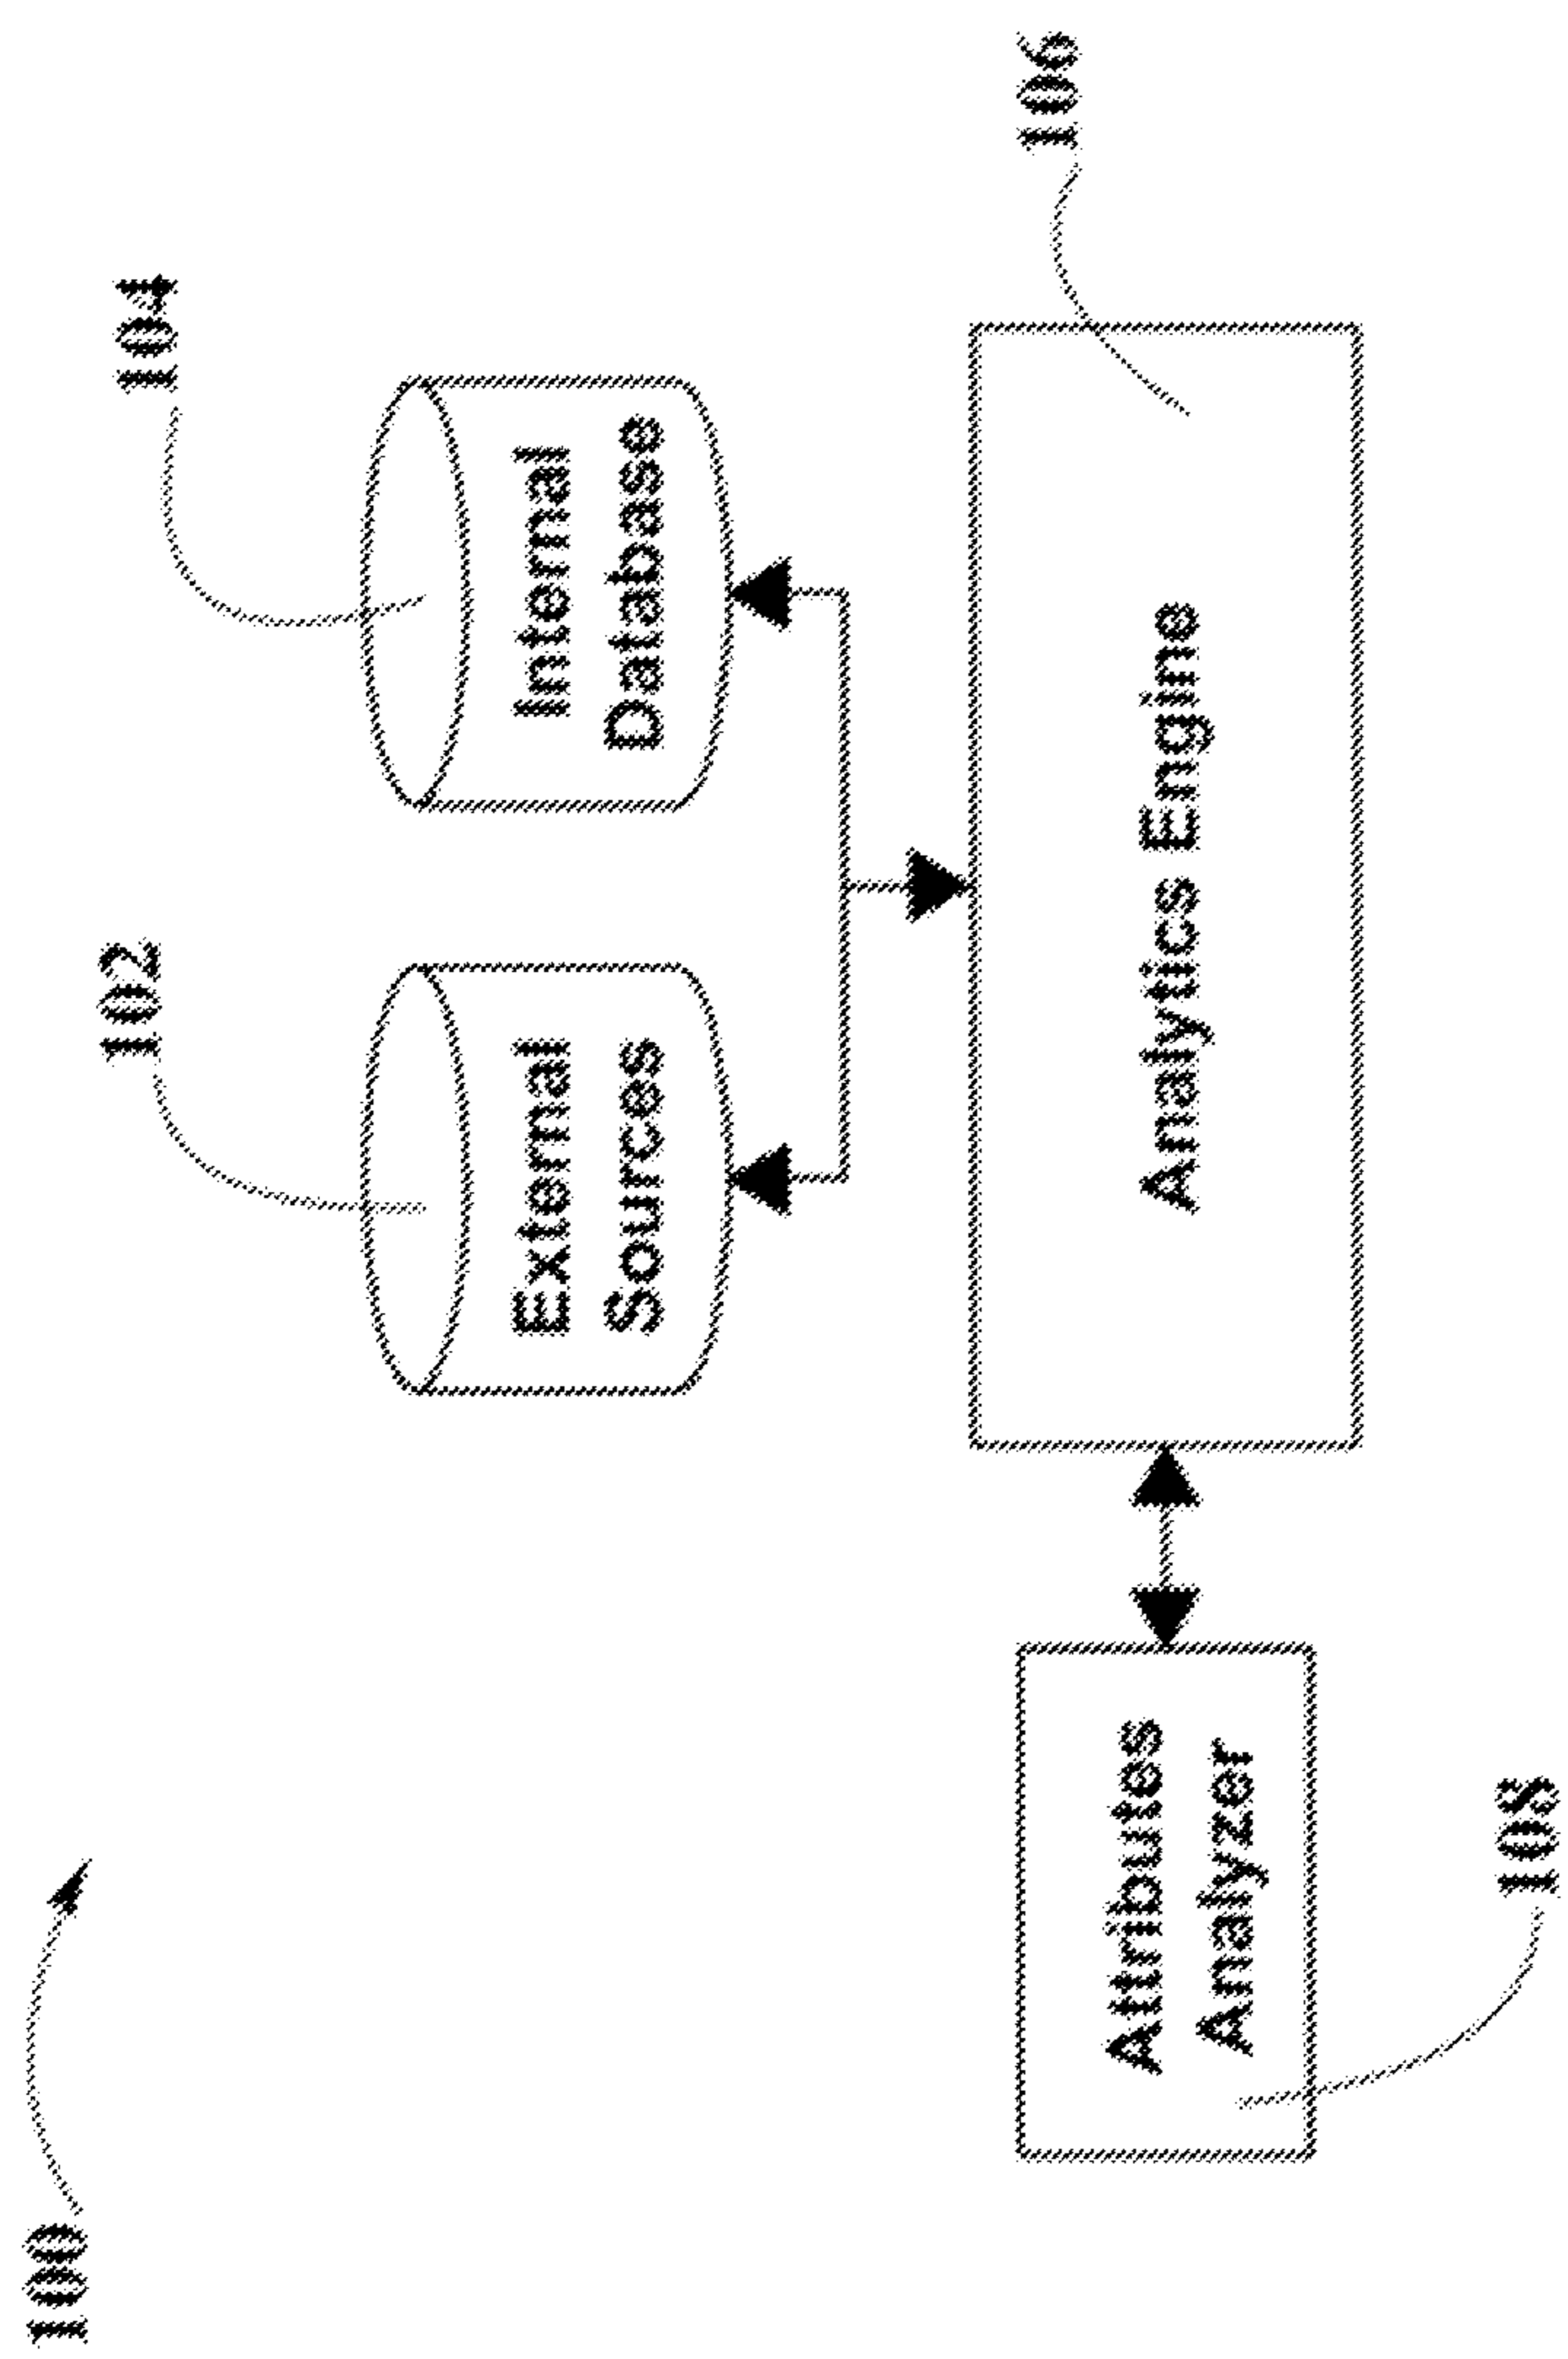 100
102
104
External
Sources
Internal
Database
106
Attributes
Analyzer
Analytics Engine
108